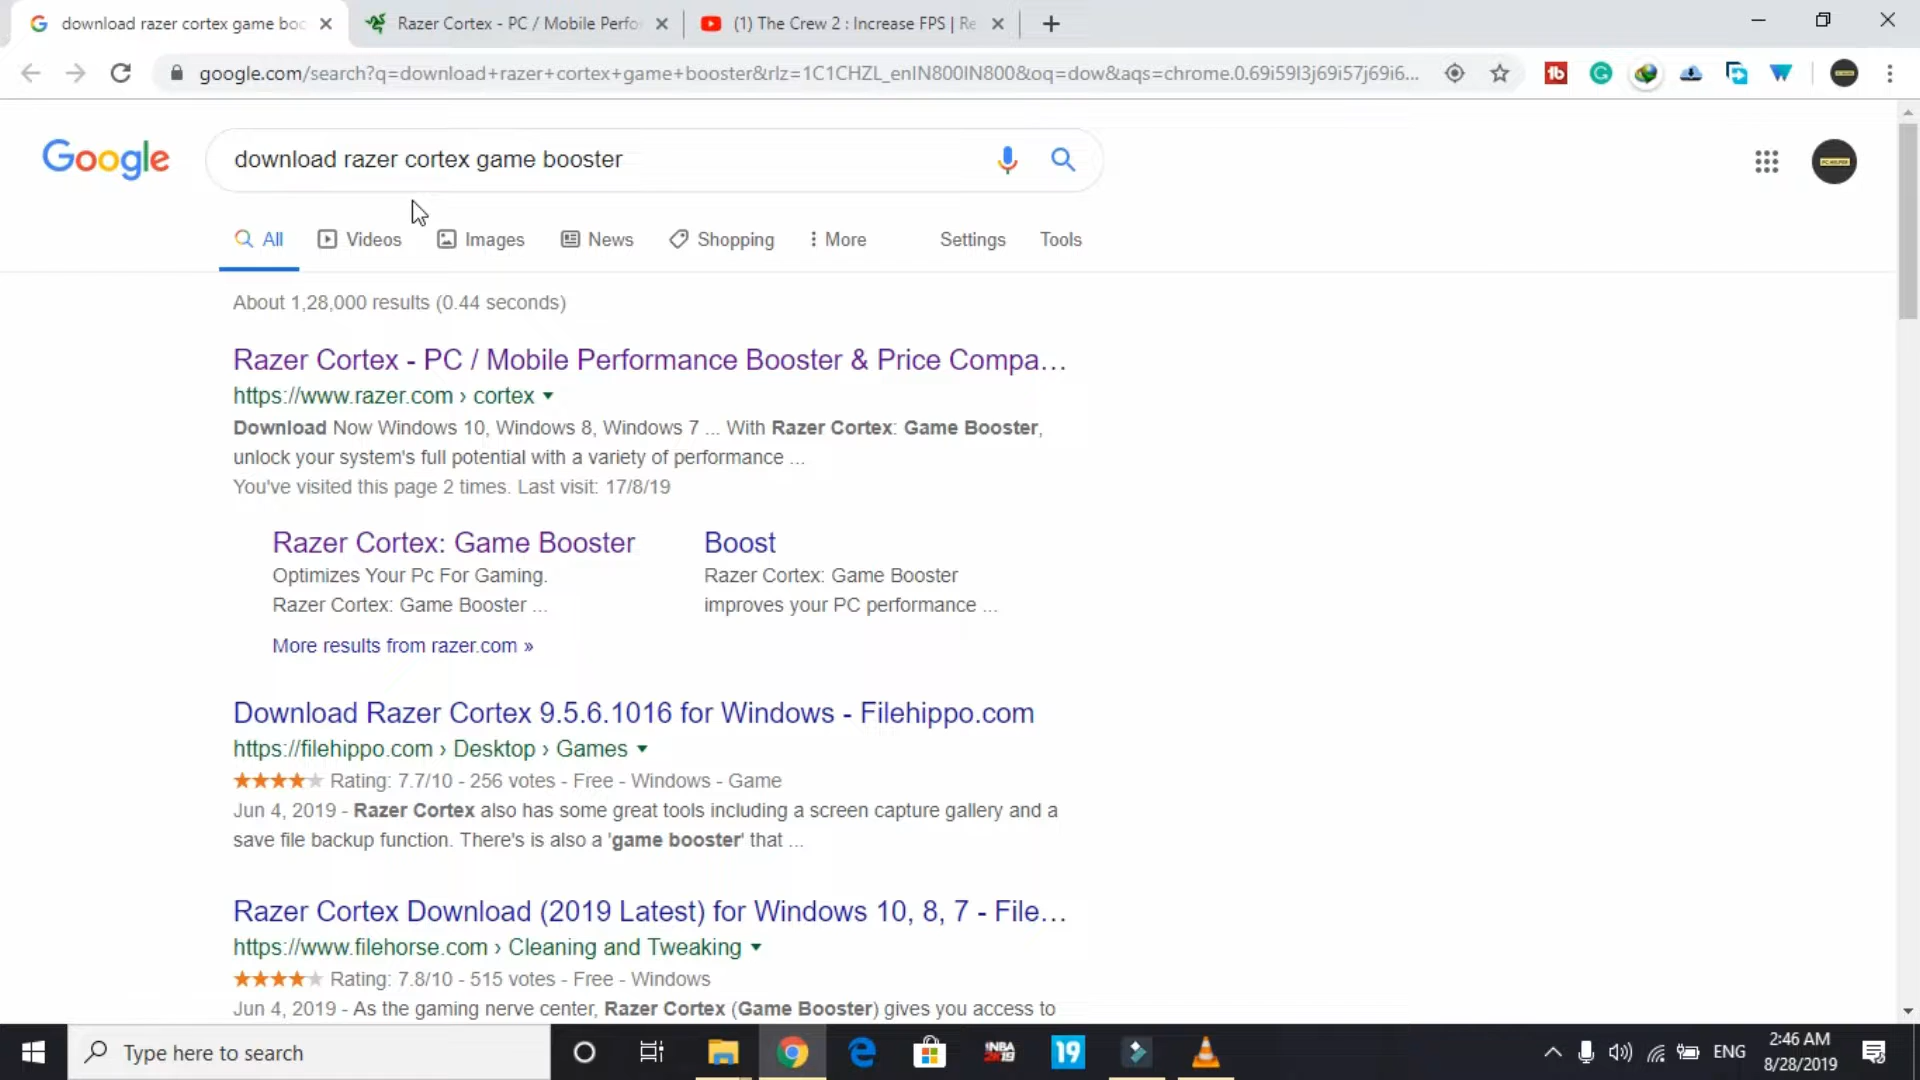 download razer cortex game boo
Razer Cortex - PC / Mobile Perfo
(1) The Crew 2 : Increase FPS | Re
google.com/search?q=download+razer+cortex+game+booster&rlz=1C1CHZL_enIN800IN800&oq=dow&aqs=chrome.0.69i59l3j69i57j69i6...
Google
download razer cortex game booster
All
Videos
Images
News
Shopping
More
Settings
Tools
About 1,28,000 results (0.44 seconds)
Razer Cortex - PC / Mobile Performance Booster & Price Compa...
https://www.razer.com › cortex
Download Now Windows 10, Windows 8, Windows 7 ... With Razer Cortex: Game Booster,
unlock your system's full potential with a variety of performance ...
You've visited this page 2 times. Last visit: 17/8/19
Razer Cortex: Game Booster
Optimizes Your Pc For Gaming.
Razer Cortex: Game Booster ...
Boost
Razer Cortex: Game Booster
improves your PC performance ...
More results from razer.com »
Download Razer Cortex 9.5.6.1016 for Windows - Filehippo.com
https://filehippo.com › Desktop › Games
Rating: 7.7/10 - 256 votes - Free - Windows - Game
Jun 4, 2019 - Razer Cortex also has some great tools including a screen capture gallery and a
save file backup function. There's is also a 'game booster' that ...
Razer Cortex Download (2019 Latest) for Windows 10, 8, 7 - File...
https://www.filehorse.com › Cleaning and Tweaking
Rating: 7.8/10 - 515 votes - Free - Windows
Jun 4, 2019 - As the gaming nerve center, Razer Cortex (Game Booster) gives you access to
Type here to search
NBA 2K19
19
ENG
2:46 AM
8/28/2019